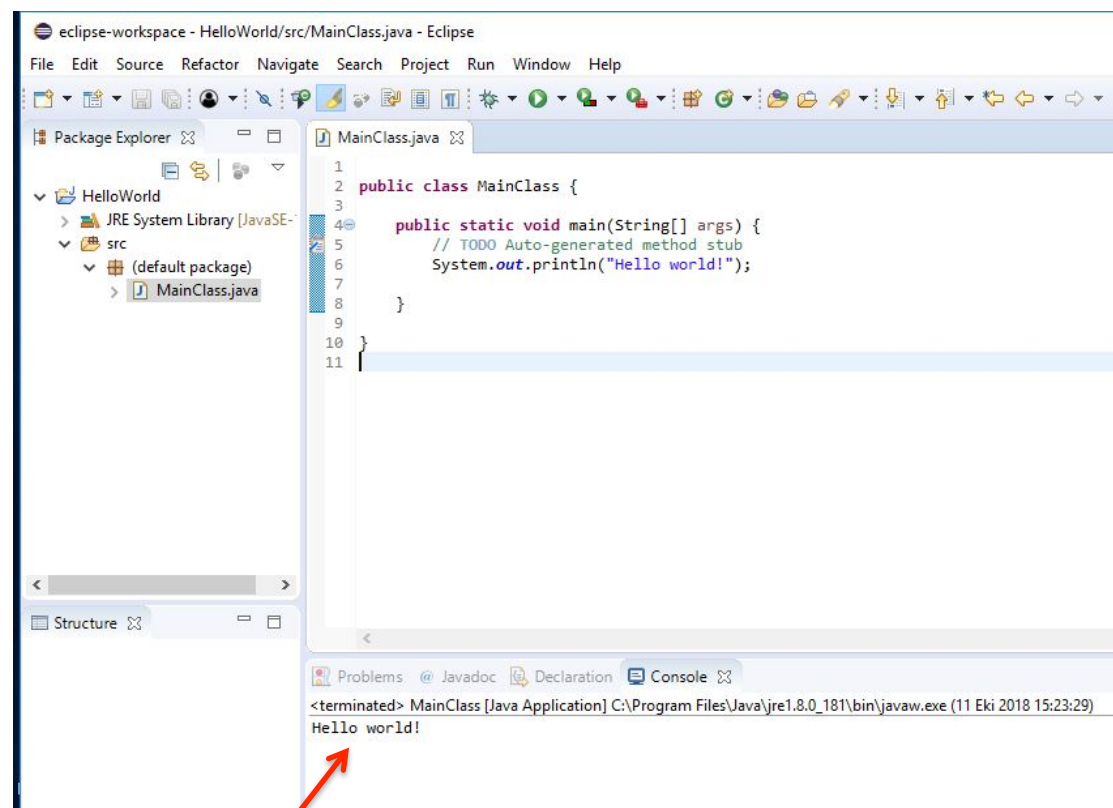 eclipse-workspace - HelloWorld/src/MainClass.java - Eclipse
File Edit Source Refactor Navigate Search Project Run Window Help
Package Explorer
MainClass.java
HelloWorld
JRE System Library [JavaSE-
src
(default package)
MainClass.java
1
2 public class MainClass {
3
4 public static void main(String[] args) {
5 // TODO Auto-generated method stub
6 System.out.println("Hello world!");
7
8 }
9
10 }
11
Structure
Problems @ Javadoc Declaration Console
<terminated> MainClass [Java Application] C:\Program Files\Java\jre1.8.0_181\bin\javaw.exe (11 Eki 2018 15:23:29)
Hello world!